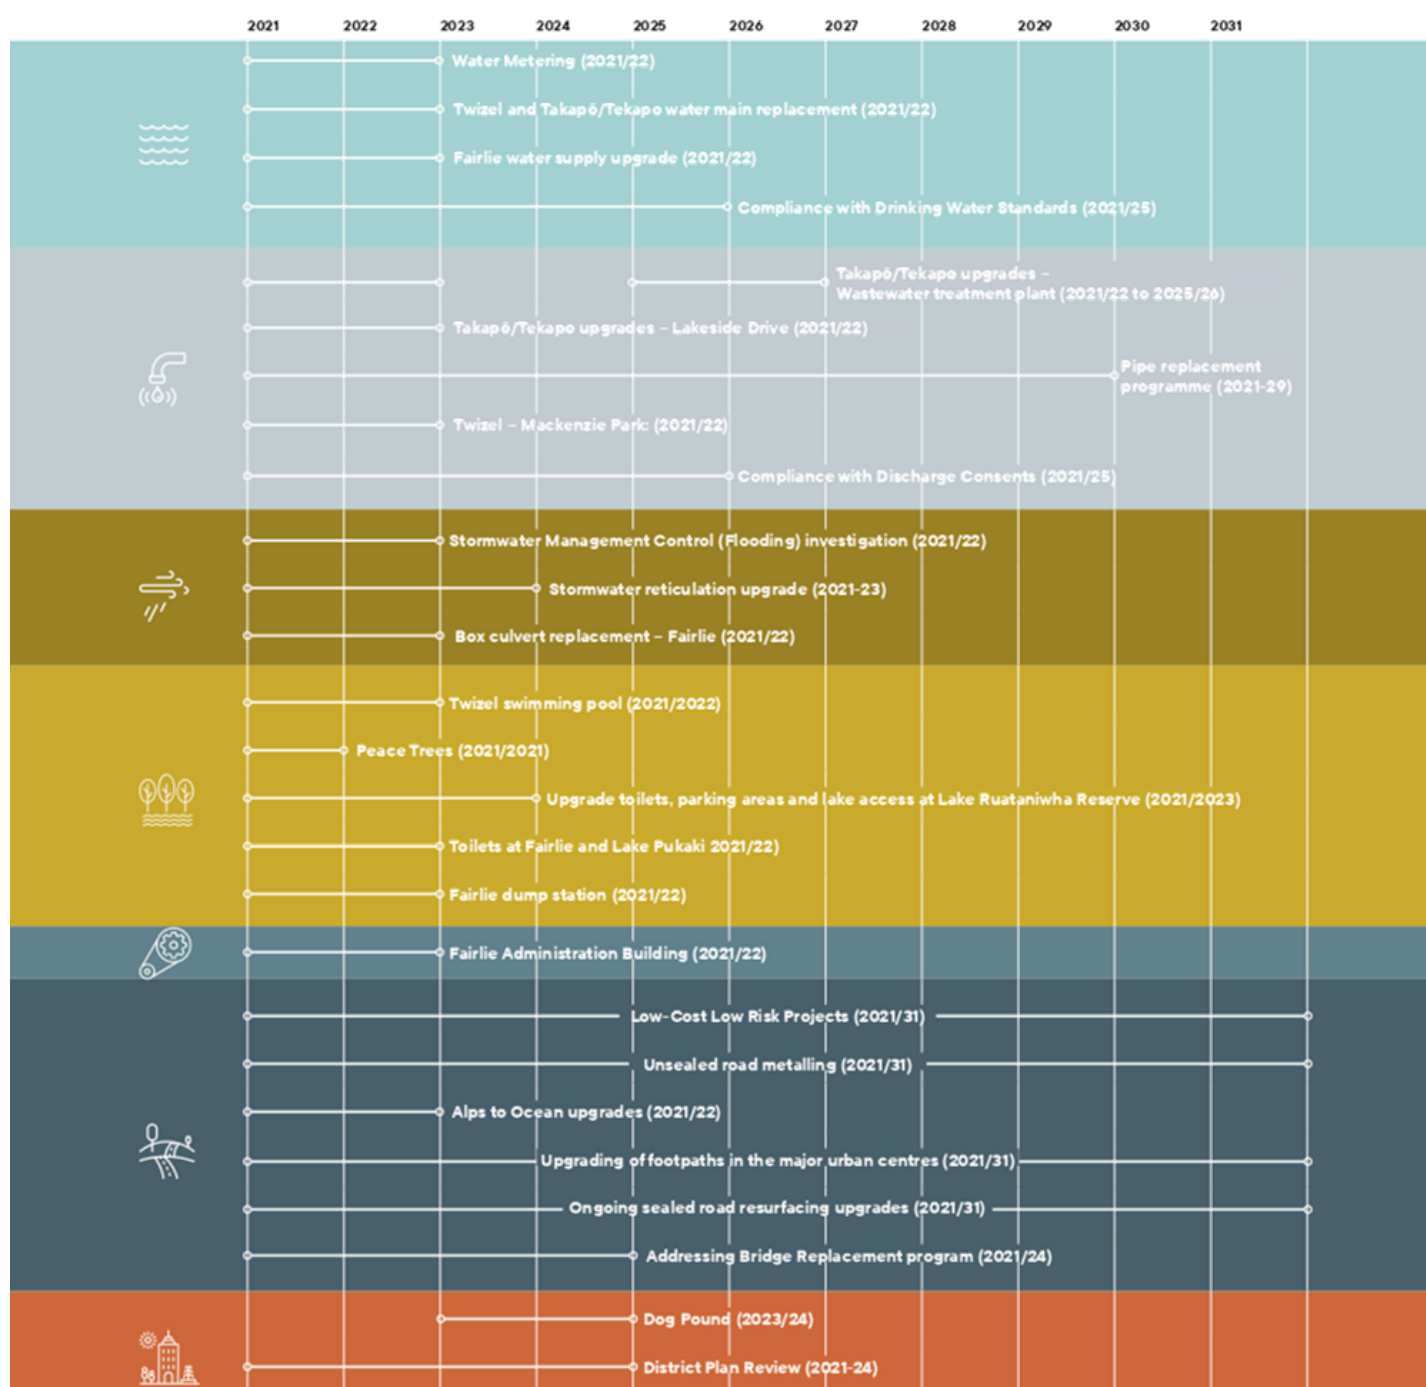 2021 2022 2023 2024 2025 2026 2027 2028 2029 2030 2031
Water Metering (2021/22)
Twizel and Takapō/Tekapo water main replacement (2021/22)
Fairlie water supply upgrade (2021/22)
Compliance with Drinking Water Standards (2021/25)
Takapō/Tekapo upgrades –
Wastewater treatment plant (2021/22 to 2025/26)
Takapō/Tekapo upgrades – Lakeside Drive (2021/22)
Pipe replacement
programme (2021-29)
Twizel – Mackenzie Park: (2021/22)
Compliance with Discharge Consents (2021/25)
Stormwater Management Control (Flooding) investigation (2021/22)
Stormwater reticulation upgrade (2021-23)
Box culvert replacement – Fairlie (2021/22)
Twizel swimming pool (2021/2022)
Peace Trees (2021/2021)
Upgrade toilets, parking areas and lake access at Lake Ruataniwha Reserve (2021/2023)
Toilets at Fairlie and Lake Pukaki 2021/22)
Fairlie dump station (2021/22)
Fairlie Administration Building (2021/22)
Low-Cost Low Risk Projects (2021/31)
Unsealed road metalling (2021/31)
Alps to Ocean upgrades (2021/22)
Upgrading of footpaths in the major urban centres (2021/31)
Ongoing sealed road resurfacing upgrades (2021/31)
Addressing Bridge Replacement program (2021/24)
Dog Pound (2023/24)
District Plan Review (2021-24)